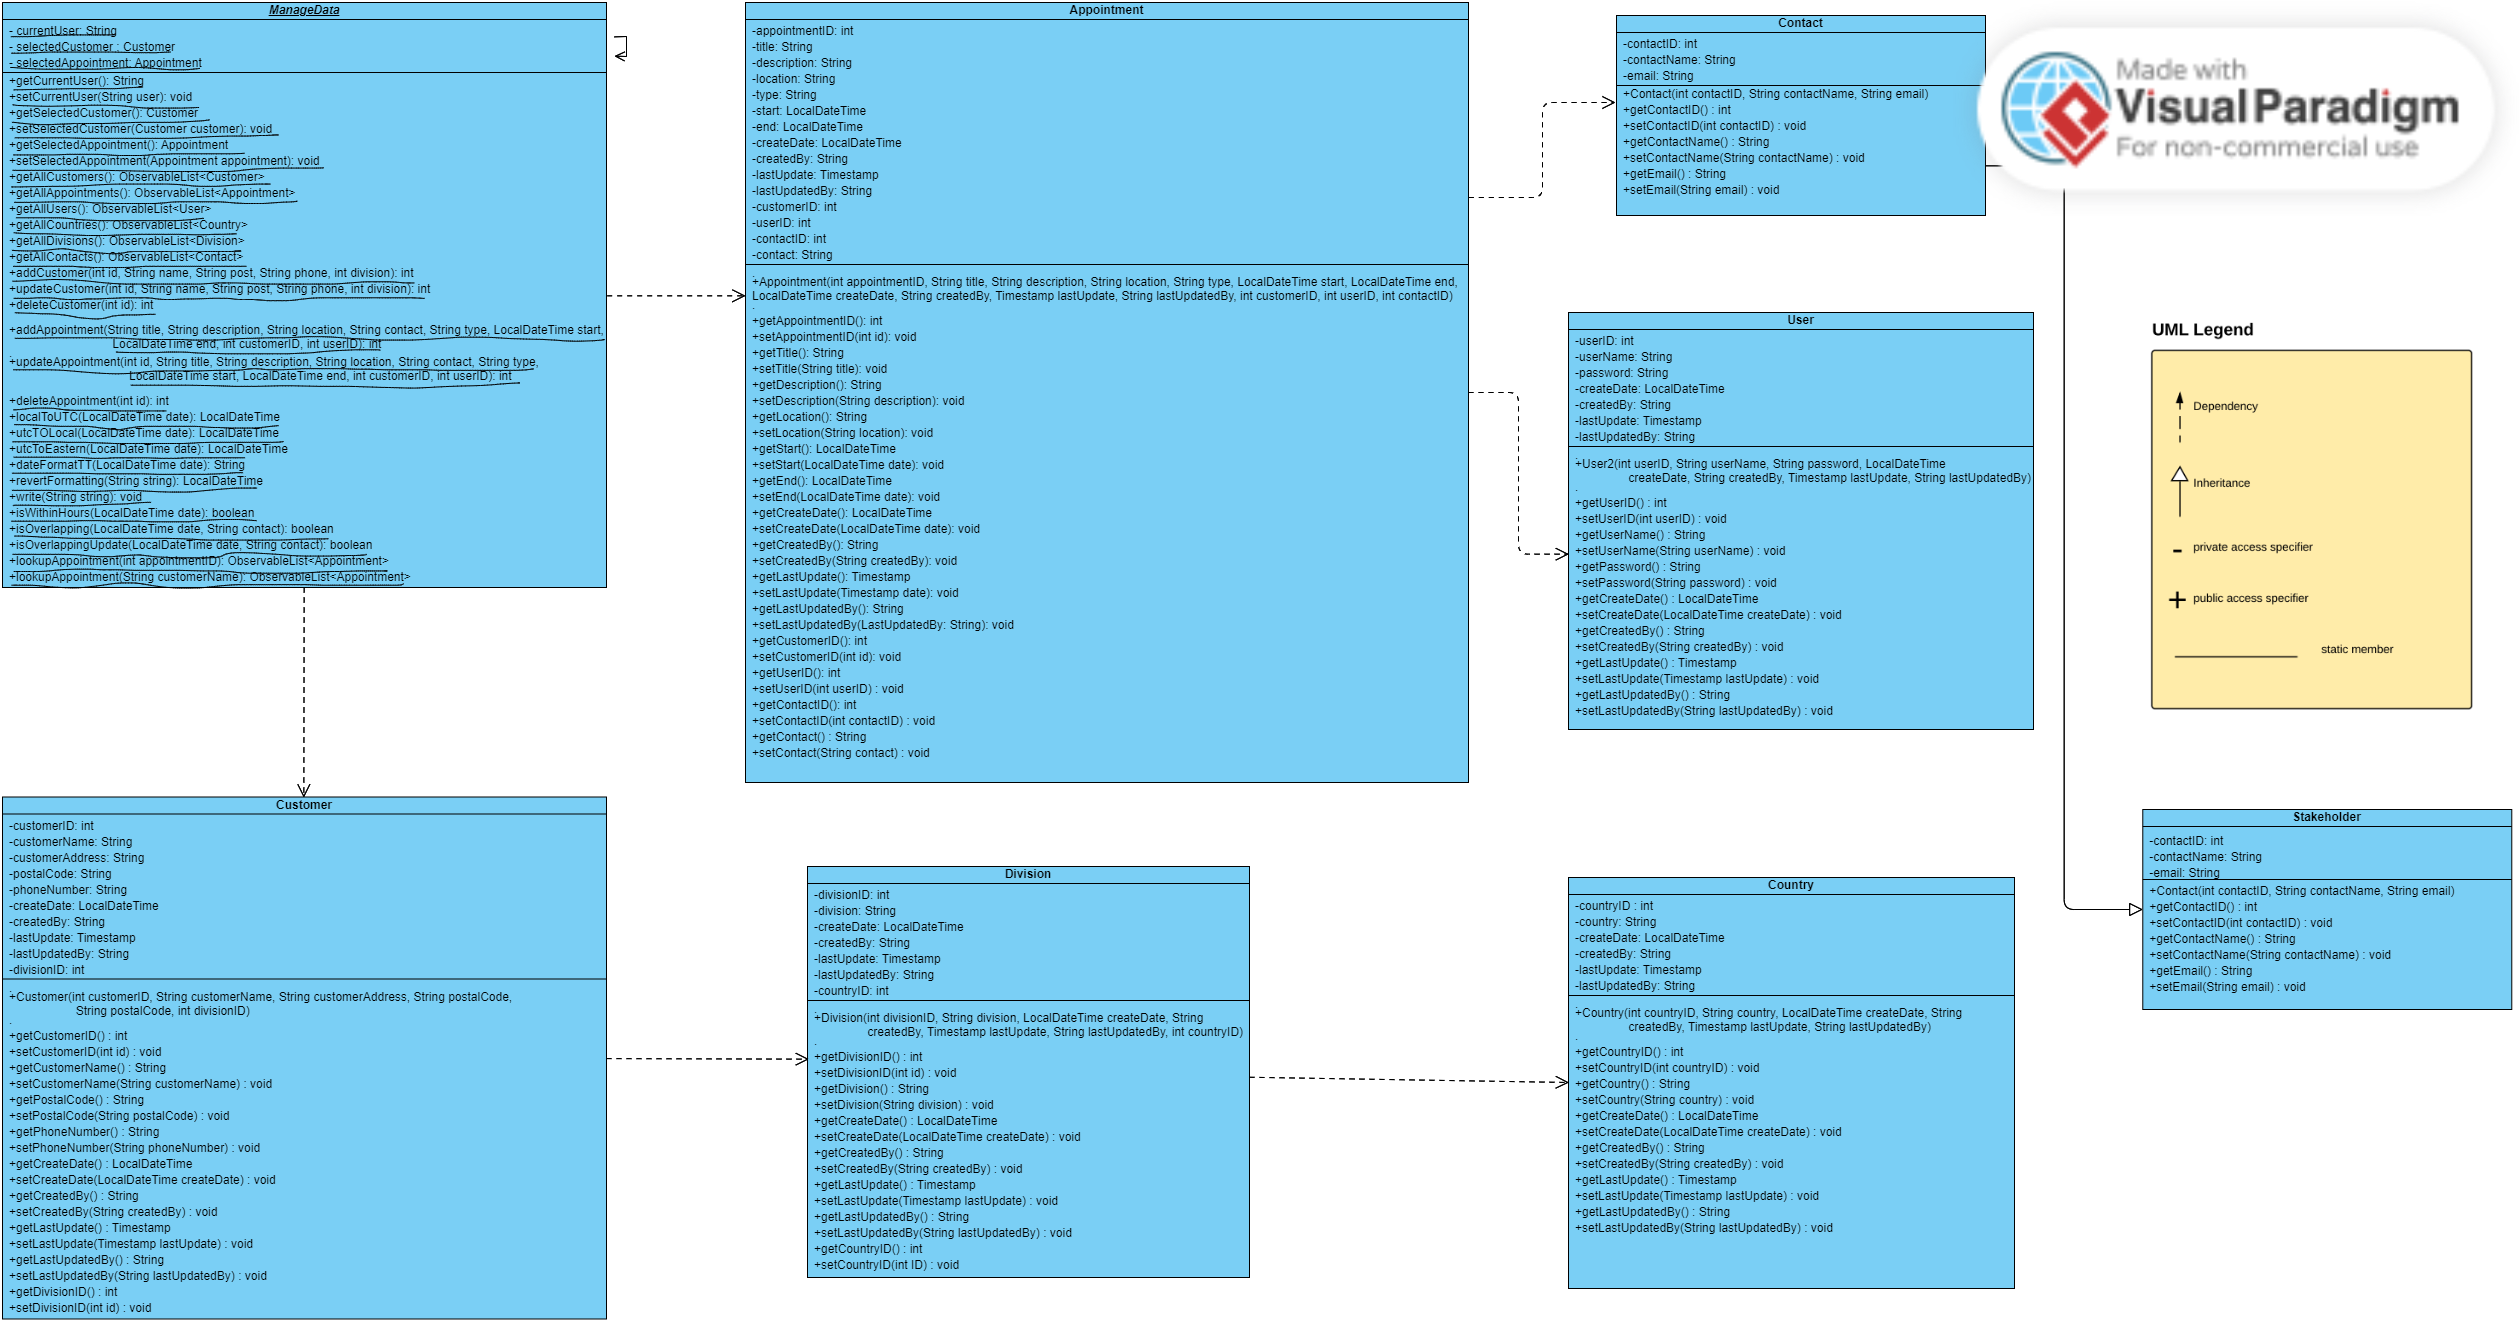 ManageData
- currentUser: String
- selectedCustomer : Customer
- selectedAppointment: Appointment
+getCurrentUser(): String
+setCurrentUser(String user): void
+getSelectedCustomer(): Customer
+setSelectedCustomer(Customer customer): void
+getSelectedAppointment(): Appointment
+setSelectedAppointment(Appointment appointment): void
+getAllCustomers(): ObservableList<Customer>
+getAllAppointments(): ObservableList<Appointment>
+getAllUsers(): ObservableList<User>
+getAllCountries(): ObservableList<Country>
+getAllDivisions(): ObservableList<Division>
+getAllContacts(): ObservableList<Contact>
+addCustomer(int id, String name, String post, String phone, int division): int
+updateCustomer(int id, String name, String post, String phone, int division): int
+deleteCustomer(int id): int
+addAppointment(String title, String description, String location, String contact, String type, LocalDateTime start,
LocalDateTime end, int customerID, int userID): int
+updateAppointment(int id, String title, String description, String location, String contact, String type,
LocalDateTime start, LocalDateTime end, int customerID, int userID): int
+deleteAppointment(int id): int
+localToUTC(LocalDateTime date): LocalDateTime
+utcTOLocal(LocalDateTime date): LocalDateTime
+utcToEastern(LocalDateTime date): LocalDateTime
+dateFormatTT(LocalDateTime date): String
+revertFormatting(String string): LocalDateTime
+write(String string): void
+isWithinHours(LocalDateTime date): boolean
+isOverlapping(LocalDateTime date, String contact): boolean
+isOverlappingUpdate(LocalDateTime date, String contact): boolean
+lookupAppointment(int appointmentID): ObservableList<Appointment>
+lookupAppointment(String customerName): ObservableList<Appointment>
Appointment
-appointmentID: int
-title: String
-description: String
-location: String
-type: String
-start: LocalDateTime
-end: LocalDateTime
-createDate: LocalDateTime
-createdBy: String
-lastUpdate: Timestamp
-lastUpdatedBy: String
-customerID: int
-userID: int
-contactID: int
-contact: String
+Appointment(int appointmentID, String title, String description, String location, String type, LocalDateTime start, LocalDateTime end,
LocalDateTime createDate, String createdBy, Timestamp lastUpdate, String lastUpdatedBy, int customerID, int userID, int contactID)
+getAppointmentID(): int
+setAppointmentID(int id): void
+getTitle(): String
+setTitle(String title): void
+getDescription(): String
+setDescription(String description): void
+getLocation(): String
+setLocation(String location): void
+getStart(): LocalDateTime
+setStart(LocalDateTime date): void
+getEnd(): LocalDateTime
+setEnd(LocalDateTime date): void
+getCreateDate(): LocalDateTime
+setCreateDate(LocalDateTime date): void
+getCreatedBy(): String
+setCreatedBy(String createdBy): void
+getLastUpdate(): Timestamp
+setLastUpdate(Timestamp date): void
+getLastUpdatedBy(): String
+setLastUpdatedBy(LastUpdatedBy: String): void
+getCustomerID(): int
+setCustomerID(int id): void
+getUserID(): int
+setUserID(int userID) : void
+getContactID(): int
+setContactID(int contactID) : void
+getContact() : String
+setContact(String contact) : void
Contact
-contactID: int
-contactName: String
-email: String
+Contact(int contactID, String contactName, String email)
+getContactID() : int
+setContactID(int contactID) : void
+getContactName() : String
+setContactName(String contactName) : void
+getEmail() : String
+setEmail(String email) : void
Made with
Visual Paradigm
For non-commercial use
User
-userID: int
-userName: String
-password: String
-createDate: LocalDateTime
-createdBy: String
-lastUpdate: Timestamp
-lastUpdatedBy: String
+User2(int userID, String userName, String password, LocalDateTime
createDate, String createdBy, Timestamp lastUpdate, String lastUpdatedBy)
+getUserID() : int
+setUserID(int userID) : void
+getUserName() : String
+setUserName(String userName) : void
+getPassword() : String
+setPassword(String password) : void
+getCreateDate() : LocalDateTime
+setCreateDate(LocalDateTime createDate) : void
+getCreatedBy() : String
+setCreatedBy(String createdBy) : void
+getLastUpdate() : Timestamp
+setLastUpdate(Timestamp lastUpdate) : void
+getLastUpdatedBy() : String
+setLastUpdatedBy(String lastUpdatedBy) : void
UML Legend
Dependency
Inheritance
- private access specifier
+ public access specifier
static member
Customer
-customerID: int
-customerName: String
-customerAddress: String
-postalCode: String
-phoneNumber: String
-createDate: LocalDateTime
-createdBy: String
-lastUpdate: Timestamp
-lastUpdatedBy: String
-divisionID: int
+Customer(int customerID, String customerName, String customerAddress, String postalCode,
String postalCode, int divisionID)
+getCustomerID() : int
+setCustomerID(int id) : void
+getCustomerName() : String
+setCustomerName(String customerName) : void
+getPostalCode() : String
+setPostalCode(String postalCode) : void
+getPhoneNumber() : String
+setPhoneNumber(String phoneNumber) : void
+getCreateDate() : LocalDateTime
+setCreateDate(LocalDateTime createDate) : void
+getCreatedBy() : String
+setCreatedBy(String createdBy) : void
+getLastUpdate() : Timestamp
+setLastUpdate(Timestamp lastUpdate) : void
+getLastUpdatedBy() : String
+setLastUpdatedBy(String lastUpdatedBy) : void
+getDivisionID() : int
+setDivisionID(int id) : void
Division
-divisionID: int
-division: String
-createDate: LocalDateTime
-createdBy: String
-lastUpdate: Timestamp
-lastUpdatedBy: String
-countryID: int
+Division(int divisionID, String division, LocalDateTime createDate, String
createdBy, Timestamp lastUpdate, String lastUpdatedBy, int countryID)
+getDivisionID() : int
+setDivisionID(int id) : void
+getDivision() : String
+setDivision(String division) : void
+getCreateDate() : LocalDateTime
+setCreateDate(LocalDateTime createDate) : void
+getCreatedBy() : String
+setCreatedBy(String createdBy) : void
+getLastUpdate() : Timestamp
+setLastUpdate(Timestamp lastUpdate) : void
+getLastUpdatedBy() : String
+setLastUpdatedBy(String lastUpdatedBy) : void
+getCountryID() : int
+setCountryID(int ID) : void
Country
-countryID : int
-country: String
-createDate: LocalDateTime
-createdBy: String
-lastUpdate: Timestamp
-lastUpdatedBy: String
+Country(int countryID, String country, LocalDateTime createDate, String
createdBy, Timestamp lastUpdate, String lastUpdatedBy)
+getCountryID() : int
+setCountryID(int countryID) : void
+getCountry() : String
+setCountry(String country) : void
+getCreateDate() : LocalDateTime
+setCreateDate(LocalDateTime createDate) : void
+getCreatedBy() : String
+setCreatedBy(String createdBy) : void
+getLastUpdate() : Timestamp
+setLastUpdate(Timestamp lastUpdate) : void
+getLastUpdatedBy() : String
+setLastUpdatedBy(String lastUpdatedBy) : void
Stakeholder
-contactID: int
-contactName: String
-email: String
+Contact(int contactID, String contactName, String email)
+getContactID() : int
+setContactID(int contactID) : void
+getContactName() : String
+setContactName(String contactName) : void
+getEmail() : String
+setEmail(String email) : void